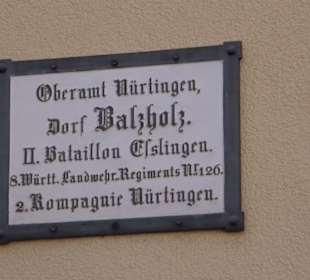 Oberamt Nürtingen,
Dorf Balzholz.
II. Bataillon Eſslingen.
8. Württ. Landwehr-Regiments Nr. 126.
2. Kompagnie Nürtingen.